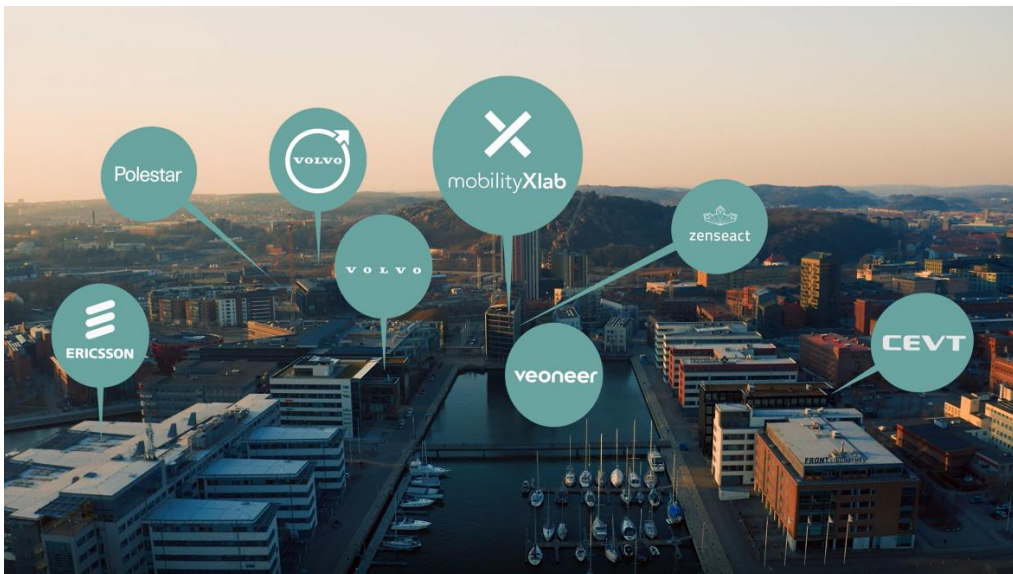 Polestar
VOLVO
mobilityXlab
zenseact
VOLVO
ERICSSON
veoneer
CEVT